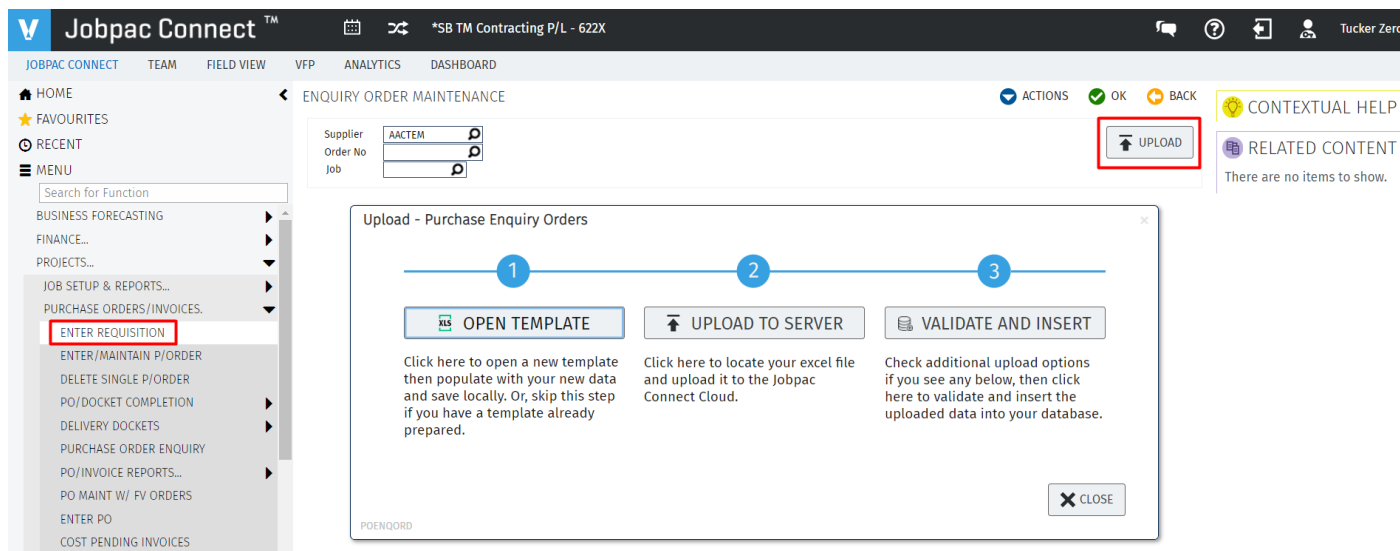 V Jobpac Connect ™
*SB TM Contracting P/L - 622X
Tucker Zero
JOBPAC CONNECT TEAM FIELD VIEW VFP ANALYTICS DASHBOARD
HOME
FAVOURITES
RECENT
MENU
Search for Function
BUSINESS FORECASTING
FINANCE...
PROJECTS...
JOB SETUP & REPORTS...
PURCHASE ORDERS/INVOICES.
ENTER REQUISITION
ENTER/MAINTAIN P/ORDER
DELETE SINGLE P/ORDER
PO/DOCKET COMPLETION
DELIVERY DOCKETS
PURCHASE ORDER ENQUIRY
PO/INVOICE REPORTS...
PO MAINT W/ FV ORDERS
ENTER PO
COST PENDING INVOICES
ENQUIRY ORDER MAINTENANCE
ACTIONS OK BACK
Supplier AACTEM
Order No
Job
UPLOAD
Upload - Purchase Enquiry Orders ×
1 2 3
XLS OPEN TEMPLATE
Click here to open a new template
then populate with your new data
and save locally. Or, skip this step
if you have a template already
prepared.
UPLOAD TO SERVER
Click here to locate your excel file
and upload it to the Jobpac
Connect Cloud.
VALIDATE AND INSERT
Check additional upload options
if you see any below, then click
here to validate and insert the
uploaded data into your database.
CLOSE
POENQORD
CONTEXTUAL HELP
RELATED CONTENT
There are no items to show.